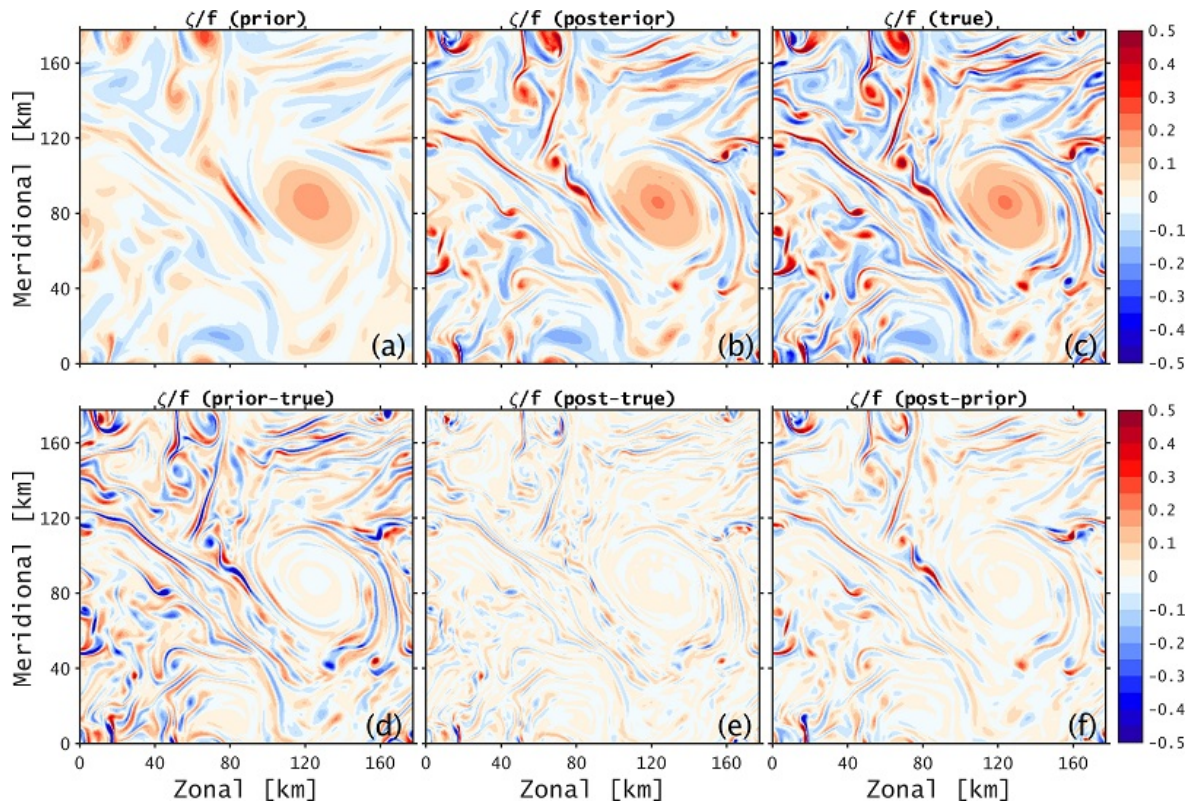 ζ/f (prior)
ζ/f (posterior)
ζ/f (true)
Meridional [km]
160
120
80
40
0
(a)
(b)
(c)
0.5
0.4
0.3
0.2
0.1
0
-0.1
-0.2
-0.3
-0.4
-0.5
ζ/f (prior-true)
ζ/f (post-true)
ζ/f (post-prior)
Meridional [km]
160
120
80
40
0
(d)
(e)
(f)
0.5
0.4
0.3
0.2
0.1
0
-0.1
-0.2
-0.3
-0.4
-0.5
0 40 80 120 160
0 40 80 120 160
0 40 80 120 160
Zonal [km]
Zonal [km]
Zonal [km]